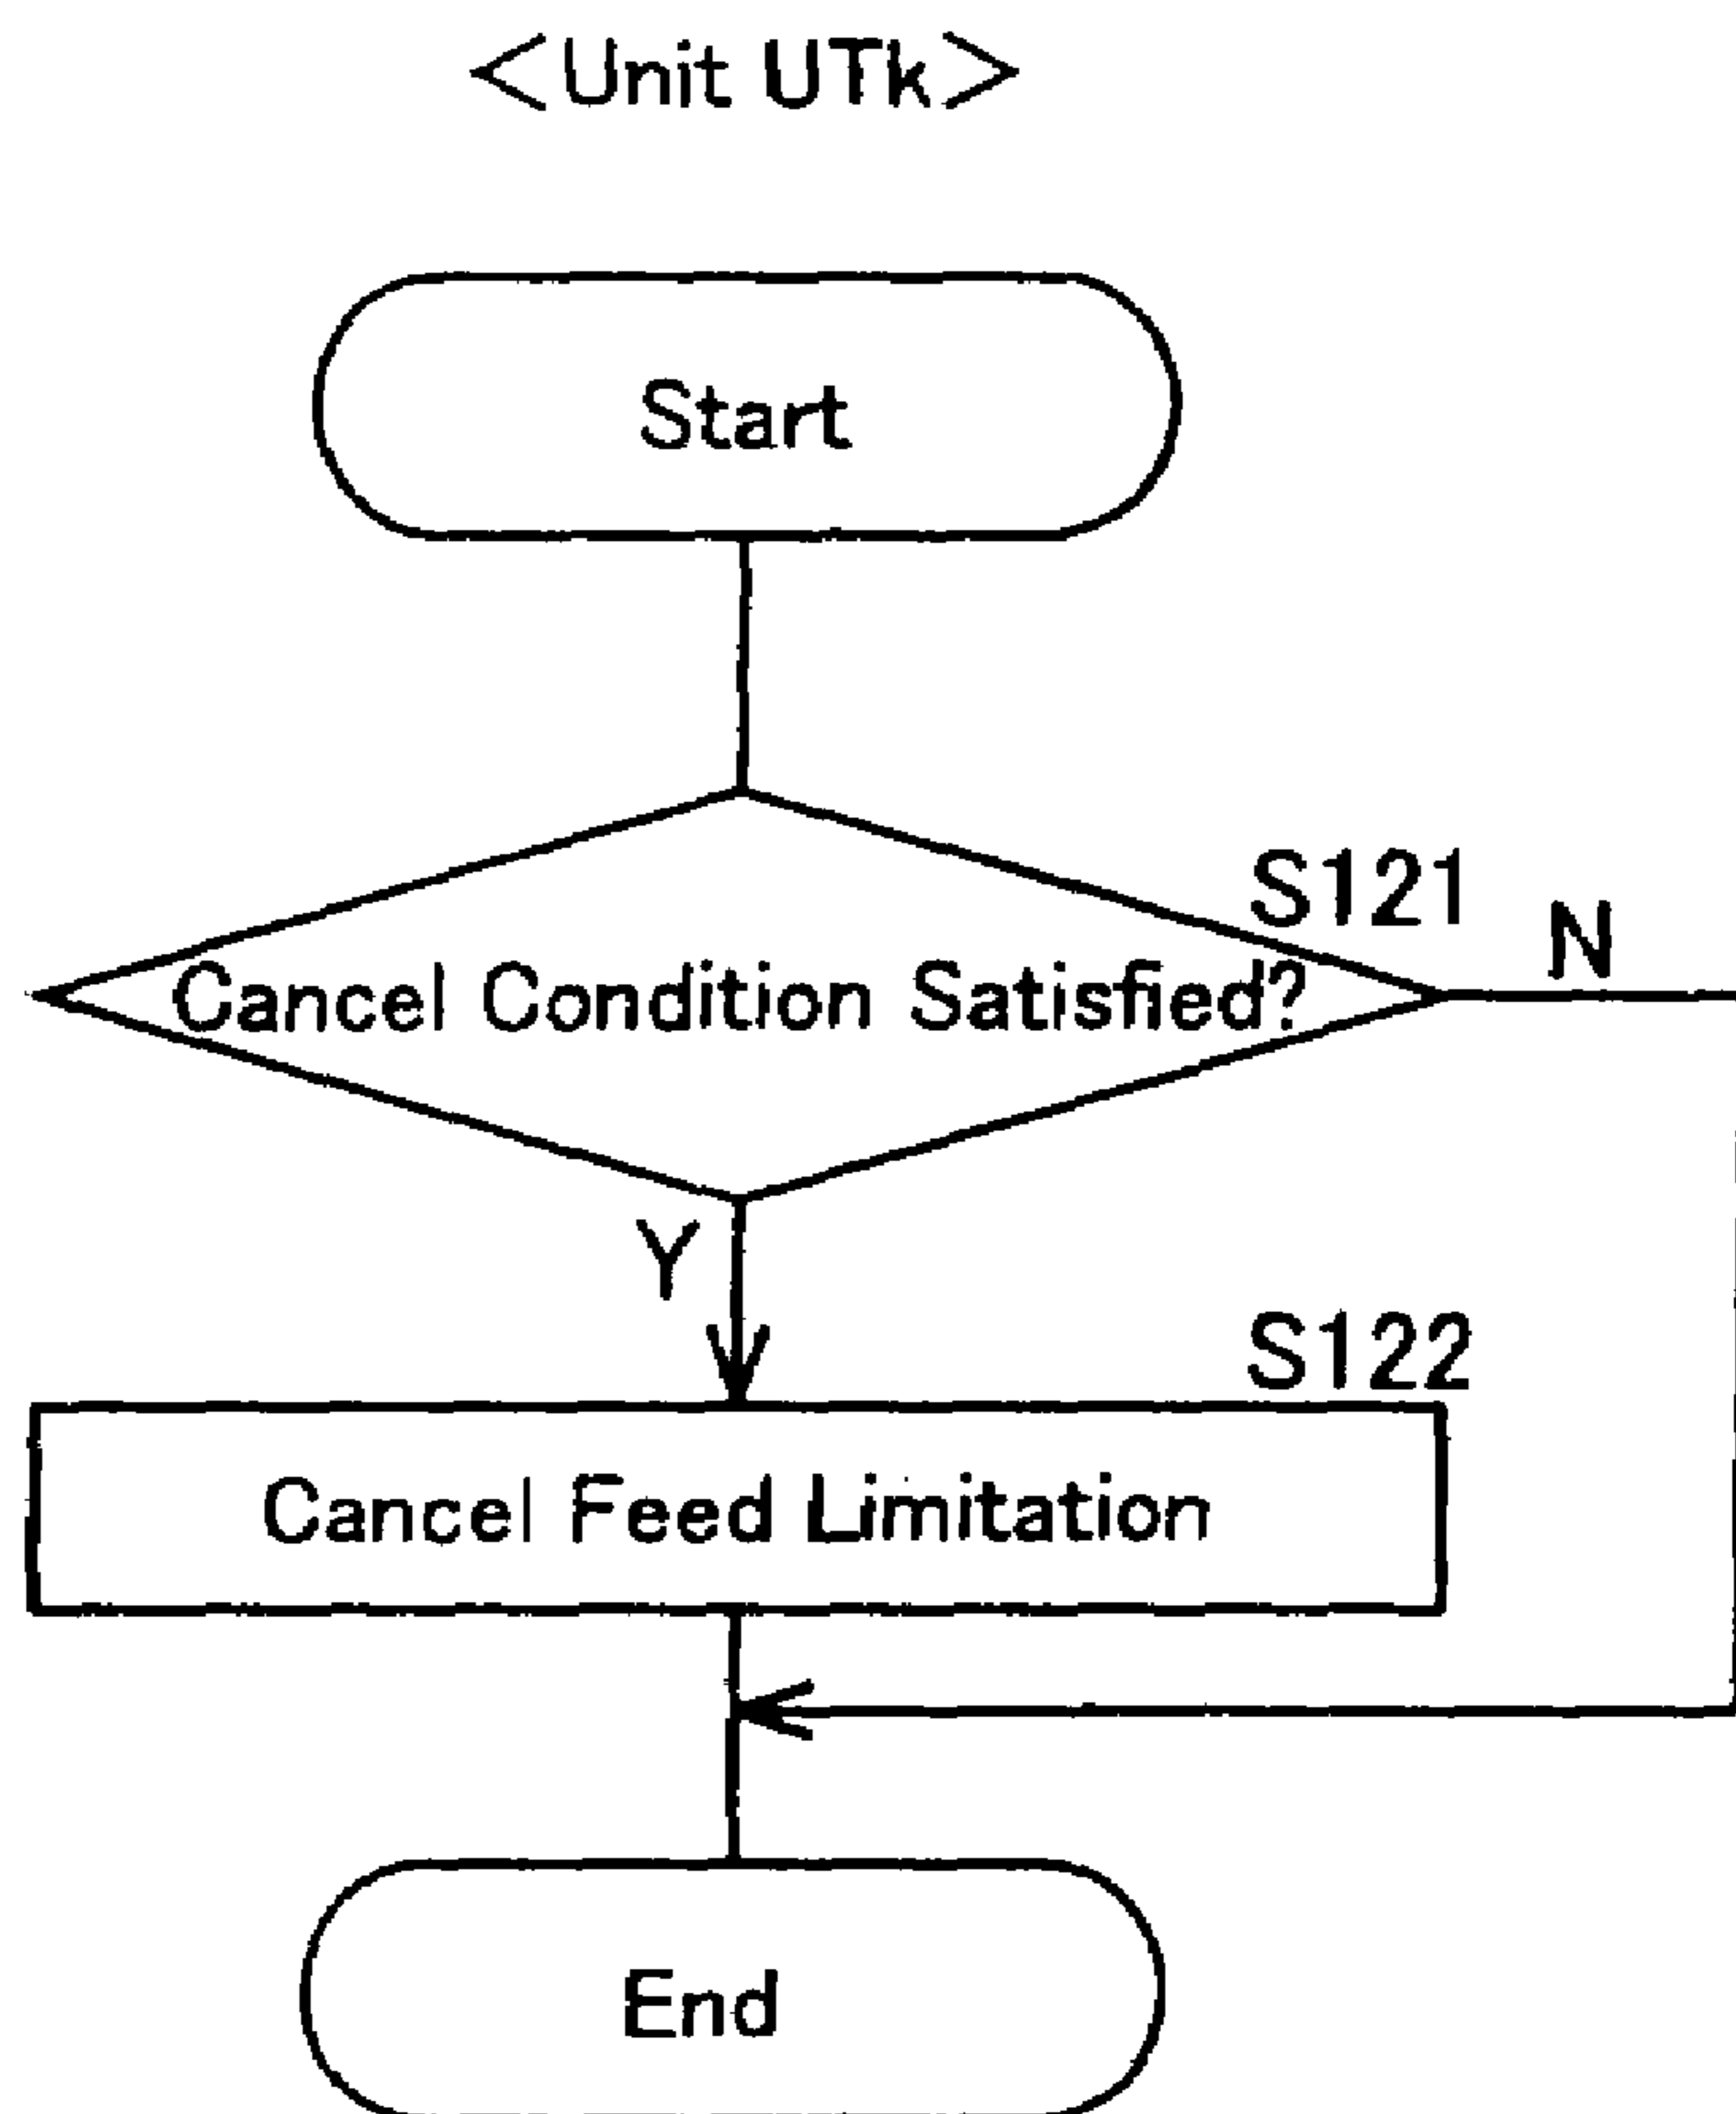 <Unit UTk>
Start
S121
N
Cancel Condition Satisfied?
Y
S122
Cancel Feed Limitation
End